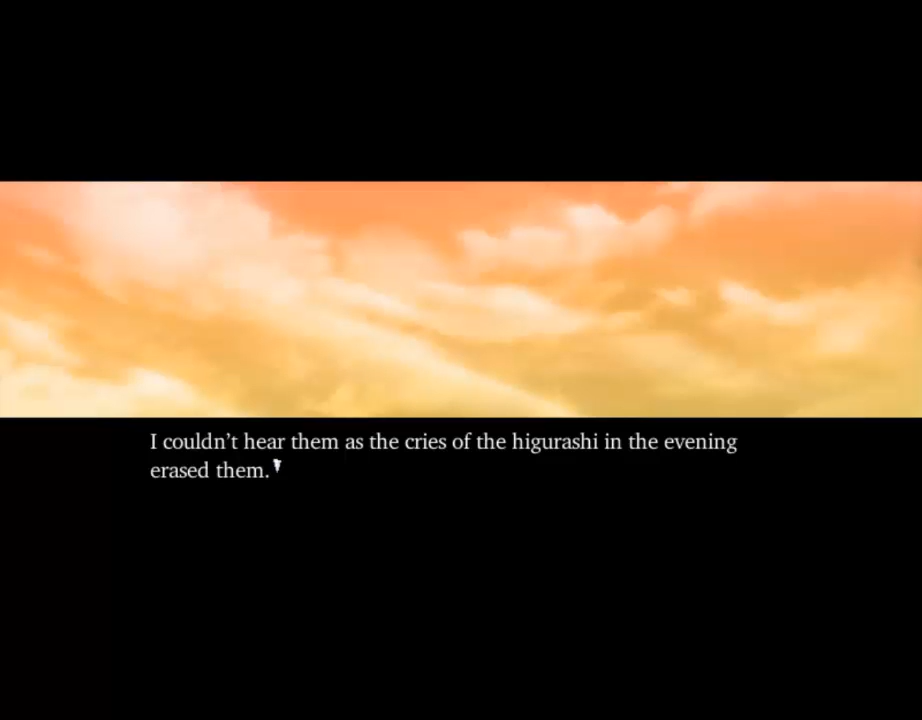 I couldn’t hear them as the cries of the higurashi in the evening
erased them.